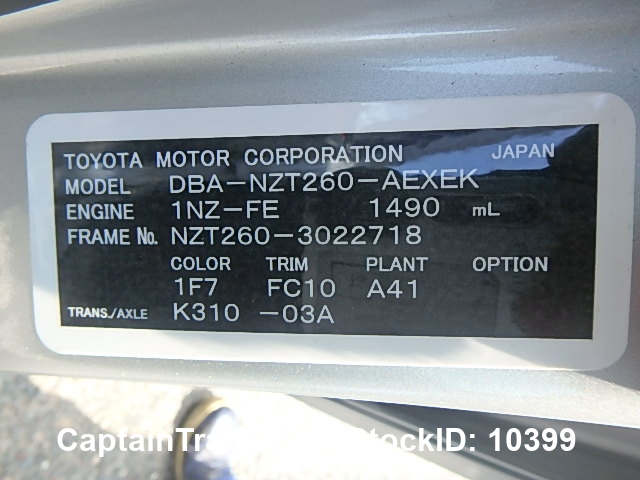 TOYOTA MOTOR CORPORATION JAPAN
MODEL DBA-NZT260-AEXEK
ENGINE 1NZ-FE 1490 mL
FRAME No. NZT260-3022718
COLOR TRIM PLANT OPTION
1F7 FC10 A41
TRANS./AXLE K310 -03A
StockID: 10399